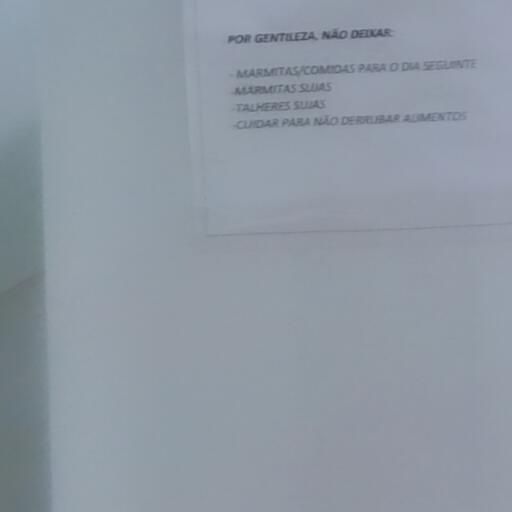 POR GENTILEZA, NÃO DEIXAR:
- MARMITAS/COMIDAS PARA O DIA SEGUINTE
-MARMITAS SUJAS
-TALHERES SUJAS
-CUIDAR PARA NÃO DERRUBAR ALIMENTOS